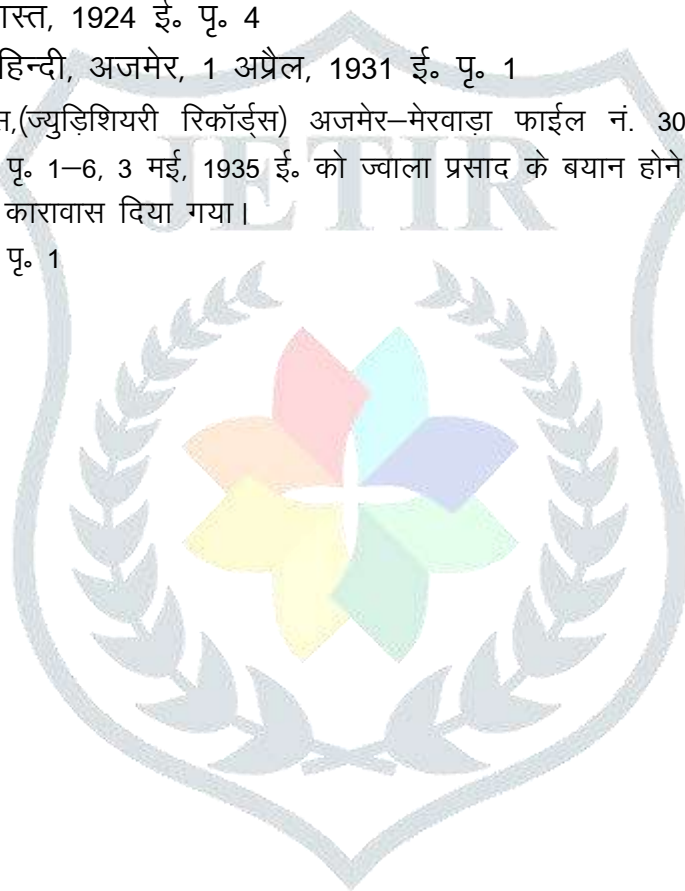 1924 ई॰ पृ॰ 4
हिन्दी, अजमेर, 1 अप्रैल, 1931 ई॰ पृ॰ 1
(ज्युडिशियरी रिकॉर्ड्स) अजमेर–मेरवाड़ा फाईल नं. 30
पृ॰ 1–6, 3 मई, 1935 ई॰ को ज्वाला प्रसाद के बयान होने
कारावास दिया गया।
पृ॰ 1
JETIR